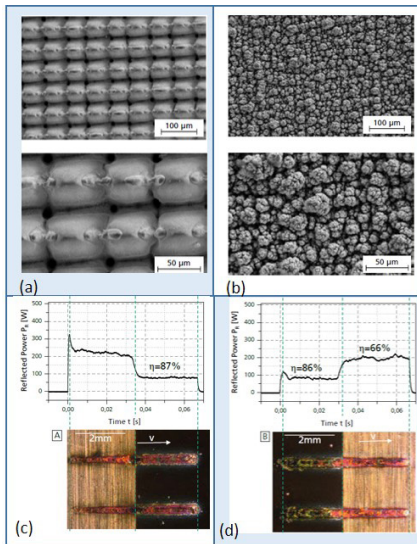 100 µm
100 µm
50 µm
50 µm
(a)
(b)
Reflected Power PR [W]
500
400
300
200
100
0
η=87%
0,00
0,02
0,04
0,06
Time t [s]
A
2mm
v
(c)
Reflected Power PR [W]
500
400
300
200
100
0
η=86%
η=66%
0,00
0,02
0,04
0,06
Time t [s]
B
2mm
v
(d)